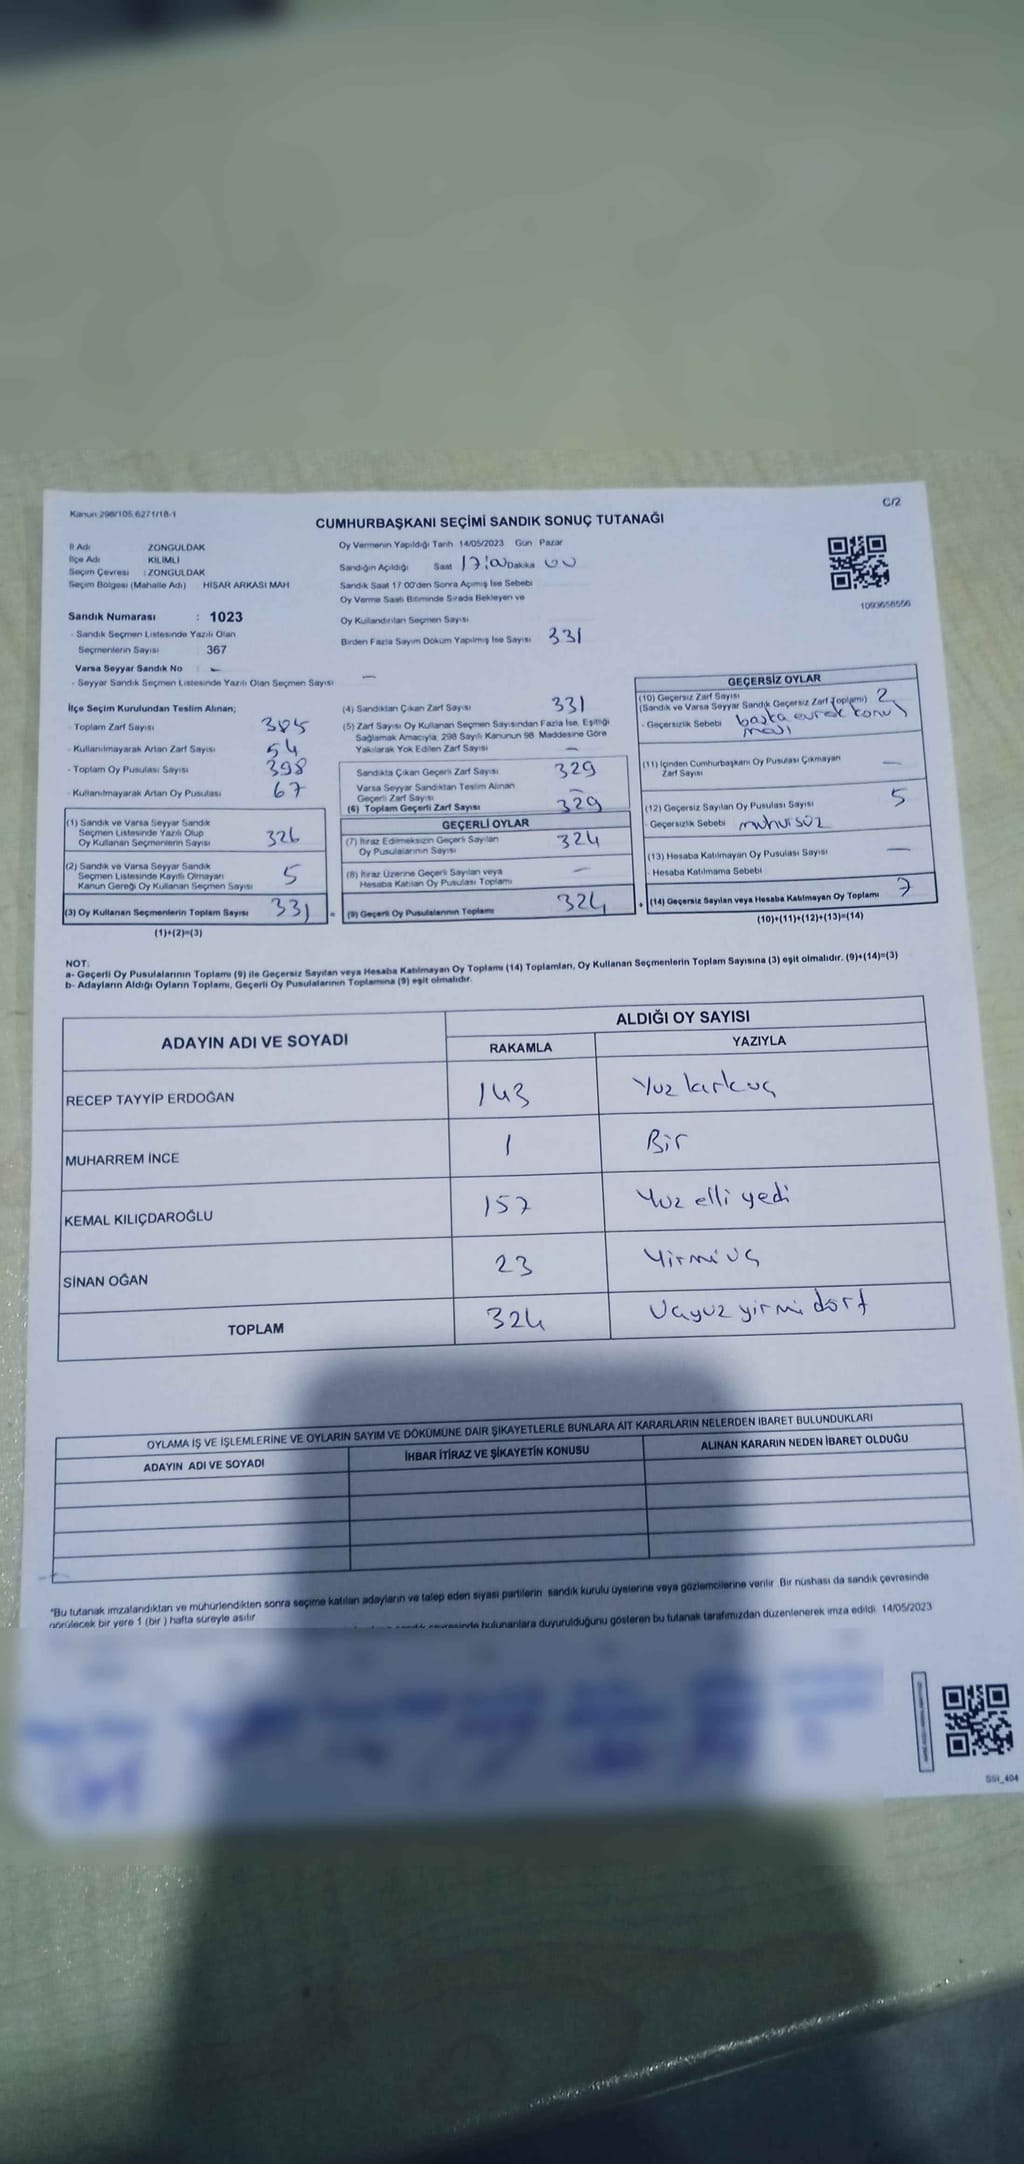 Kanun:298/105,6271/18-1
C/2
CUMHURBAŞKANI SEÇİMİ SANDIK SONUÇ TUTANAĞI
İl Adı ZONGULDAK
İlçe Adı KİLİMLİ
Seçim Çevresi : ZONGULDAK
Seçim Bölgesi (Mahalle Adı) HİSAR ARKASI MAH
Sandık Numarası : 1023
- Sandık Seçmen Listesinde Yazılı Olan
Seçmenlerin Sayısı 367
Varsa Seyyar Sandık No : -
- Seyyar Sandık Seçmen Listesinde Yazılı Olan Seçmen Sayısı —
Oy Vermenin Yapıldığı Tarih 14/05/2023 Gün Pazar
Sandığın Açıldığı Saat 17:00 Dakika 00
Sandık Saat 17 00'den Sonra Açımış İse Sebebi
Oy Verme Saati Bitiminde Sırada Bekleyen ve
Oy Kullandırılan Seçmen Sayısı
Birden Fazla Sayım Döküm Yapılmış İse Sayısı 331
1093658556
İlçe Seçim Kurulundan Teslim Alınan;
- Toplam Zarf Sayısı 385
- Kullanılmayarak Artan Zarf Sayısı 54
- Toplam Oy Pusulası Sayısı 398
- Kullanılmayarak Artan Oy Pusulası 67
(1) Sandık ve Varsa Seyyar Sandık
Seçmen Listesinde Yazılı Olup
Oy Kullanan Seçmenlerin Sayısı 326
(2) Sandık ve Varsa Seyyar Sandık
Seçmen Listesinde Kayıtlı Olmayan
Kanun Gereği Oy Kullanan Seçmen Sayısı 5
(3) Oy Kullanan Seçmenlerin Toplam Sayısı 331
(1)+(2)=(3)
(4) Sandıktan Çıkan Zarf Sayısı 331
(5) Zarf Sayısı Oy Kullanan Seçmen Sayısından Fazla İse, Eşitliği
Sağlamak Amacıyla, 298 Sayılı Kanunun 98. Maddesine Göre
Yakılarak Yok Edilen Zarf Sayısı —
Sandıkta Çıkan Geçerli Zarf Sayısı 329
Varsa Seyyar Sandıktan Teslim Alınan
Geçerli Zarf Sayısı —
(6) Toplam Geçerli Zarf Sayısı 329
GEÇERLİ OYLAR
(7) İtiraz Edilmeksizin Geçerli Sayılan
Oy Pusulalarının Sayısı 324
(8) İtiraz Üzerine Geçerli Sayılan veya
Hesaba Katılan Oy Pusulası Toplamı —
= (9) Geçerli Oy Pusulalarının Toplamı 324
GEÇERSİZ OYLAR
(10) Geçersiz Zarf Sayısı
(Sandık ve Varsa Seyyar Sandık Geçersiz Zarf Toplamı) 2
- Geçersizlik Sebebi başka evrak konul
ması
(11) İçinden Cumhurbaşkanı Oy Pusulası Çıkmayan
Zarf Sayısı —
(12) Geçersiz Sayılan Oy Pusulası Sayısı 5
- Geçersizlik Sebebi muhursüz
(13) Hesaba Katılmayan Oy Pusulası Sayısı —
- Hesaba Katılmama Sebebi
+ (14) Geçersiz Sayılan veya Hesaba Katılmayan Oy Toplamı 7
(10)+(11)+(12)+(13)=(14)
NOT:
a- Geçerli Oy Pusulalarının Toplamı (9) ile Geçersiz Sayılan veya Hesaba Katılmayan Oy Toplamı (14) Toplamları, Oy Kullanan Seçmenlerin Toplam Sayısına (3) eşit olmalıdır. (9)+(14)=(3)
b- Adayların Aldığı Oyların Toplamı, Geçerli Oy Pusulalarının Toplamına (9) eşit olmalıdır.
ADAYIN ADI VE SOYADI ALDIĞI OY SAYISI
RAKAMLA YAZIYLA
RECEP TAYYİP ERDOĞAN 143 Yuz kırkuç
MUHARREM İNCE 1 Bir
KEMAL KILIÇDAROĞLU 157 Yuz elli yedi
SİNAN OĞAN 23 Yirmi uç
TOPLAM 324 Uçyuz yirmi dört
OYLAMA İŞ VE İŞLEMLERİNE VE OYLARIN SAYIM VE DÖKÜMÜNE DAİR ŞİKAYETLERLE BUNLARA AİT KARARLARIN NELERDEN İBARET BULUNDUKLARI
ADAYIN ADI VE SOYADI İHBAR İTİRAZ VE ŞİKAYETİN KONUSU ALINAN KARARIN NEDEN İBARET OLDUĞU
"Bu tutanak imzalandıktan ve mühürlendikten sonra seçime katılan adayların ve talep eden siyasi partilerin sandık kurulu üyelerine veya gözlemcilerine verilir. Bir nüshası da sandık çevresinde
görülecek bir yere 1 (bir ) hafta süreyle asılır
bulunanlara duyurulduğunu gösteren bu tutanak tarafımızdan düzenlenerek imza edildi. 14/05/2023
SSt_404